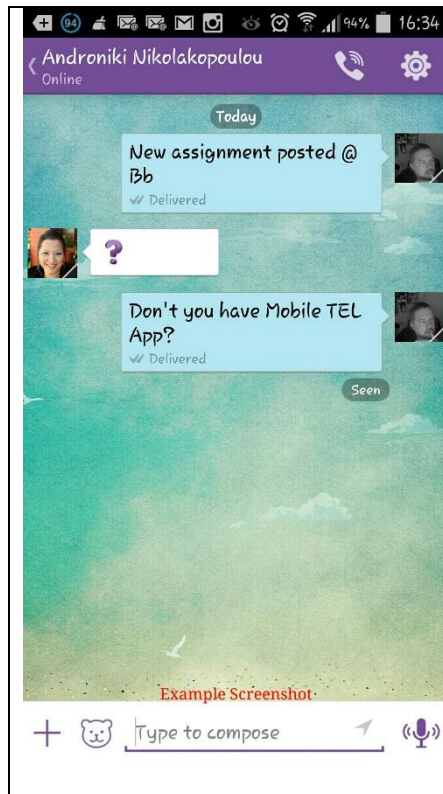 94 94% 16:34
Androniki Nikolakopoulou
Online
Today
New assignment posted @
Bb
Delivered
?
Don't you have Mobile TEL
App?
Delivered
Seen
Example Screenshot
Type to compose